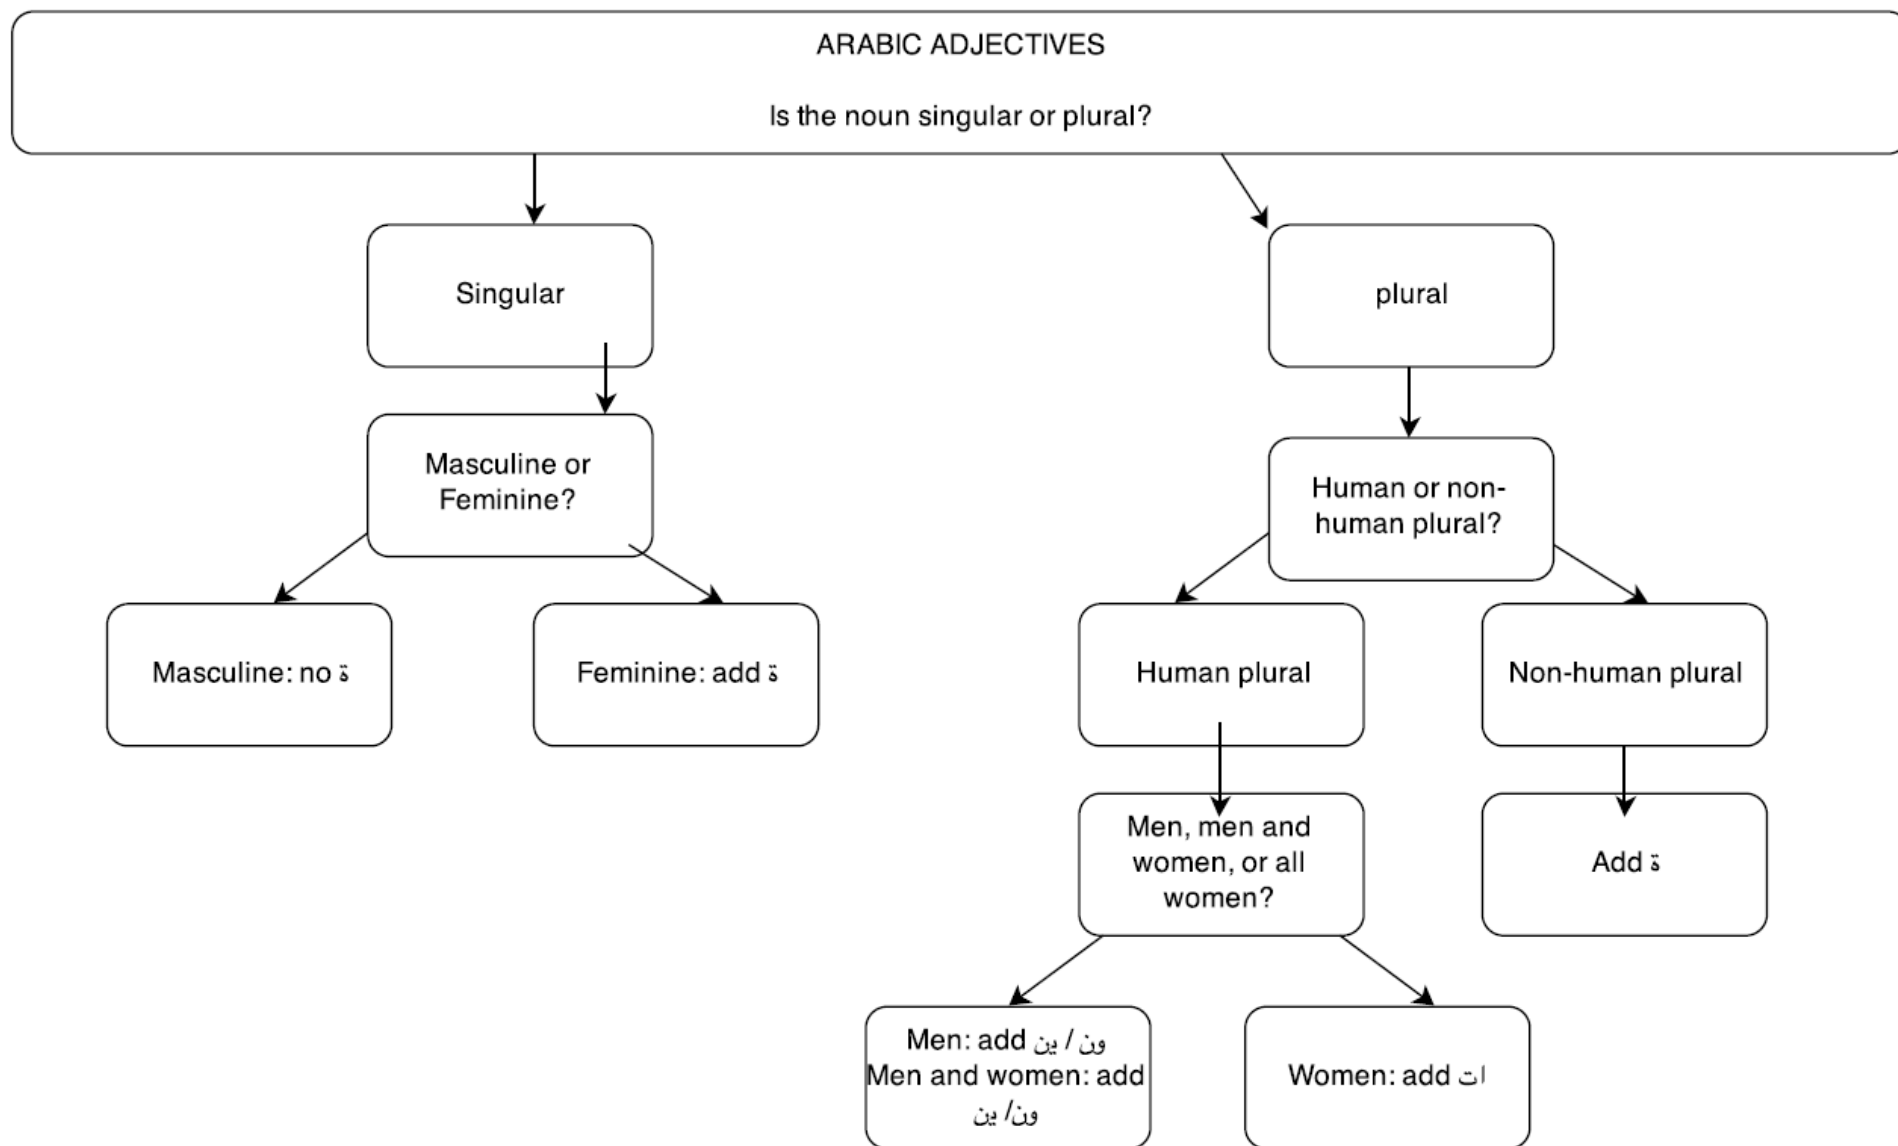 ARABIC ADJECTIVES
Is the noun singular or plural?
Singular
plural
Masculine or
Feminine?
Human or non-
human plural?
Masculine: no ة
Feminine: add ة
Human plural
Non-human plural
Men, men and
women, or all
women?
Add ة
Men: add ون / ين
Men and women: add
ون/ ين
Women: add ات